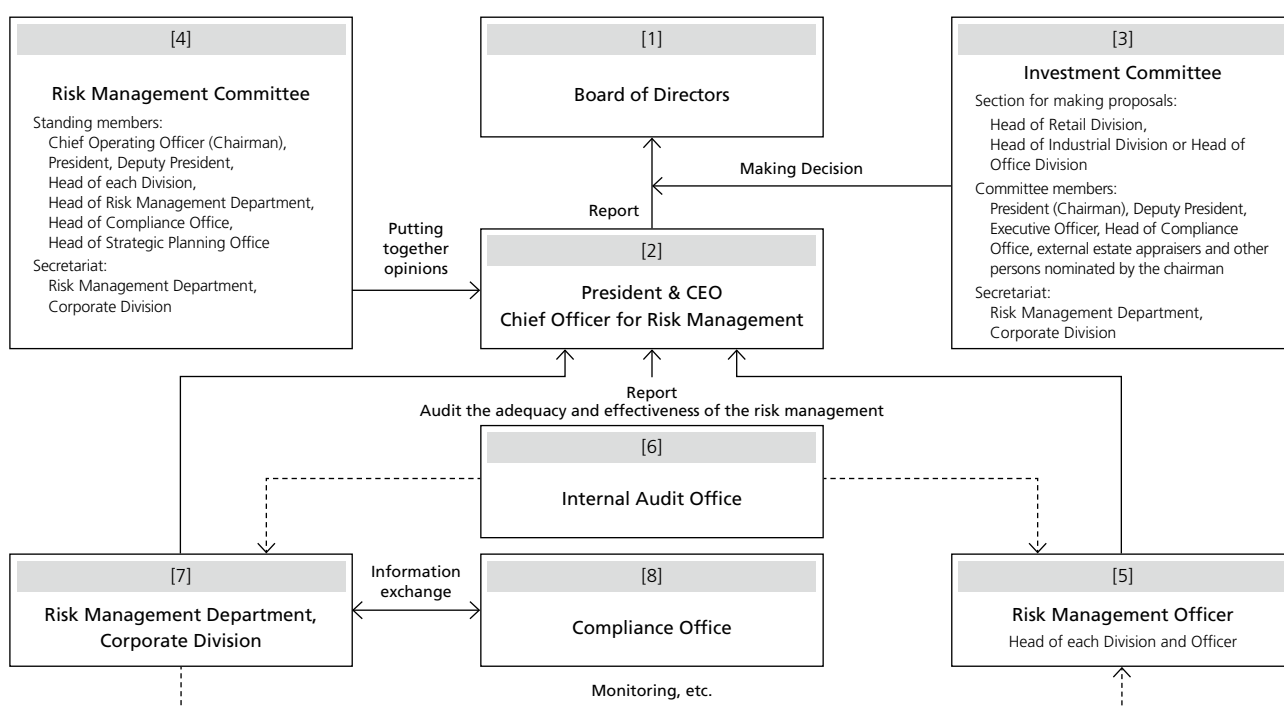 [4]
Risk Management Committee
Standing members:
Chief Operating Officer (Chairman),
President, Deputy President,
Head of each Division,
Head of Risk Management Department,
Head of Compliance Office,
Head of Strategic Planning Office
Secretariat:
Risk Management Department,
Corporate Division
[1]
Board of Directors
[3]
Investment Committee
Section for making proposals:
Head of Retail Division,
Head of Industrial Division or Head of
Office Division
Committee members:
President (Chairman), Deputy President,
Executive Officer, Head of Compliance
Office, external estate appraisers and other
persons nominated by the chairman
Secretariat:
Risk Management Department,
Corporate Division
Making Decision
Report
Putting
together
opinions
[2]
President & CEO
Chief Officer for Risk Management
Report
Audit the adequacy and effectiveness of the risk management
[6]
Internal Audit Office
[7]
Risk Management Department,
Corporate Division
Information
exchange
[8]
Compliance Office
[5]
Risk Management Officer
Head of each Division and Officer
Monitoring, etc.